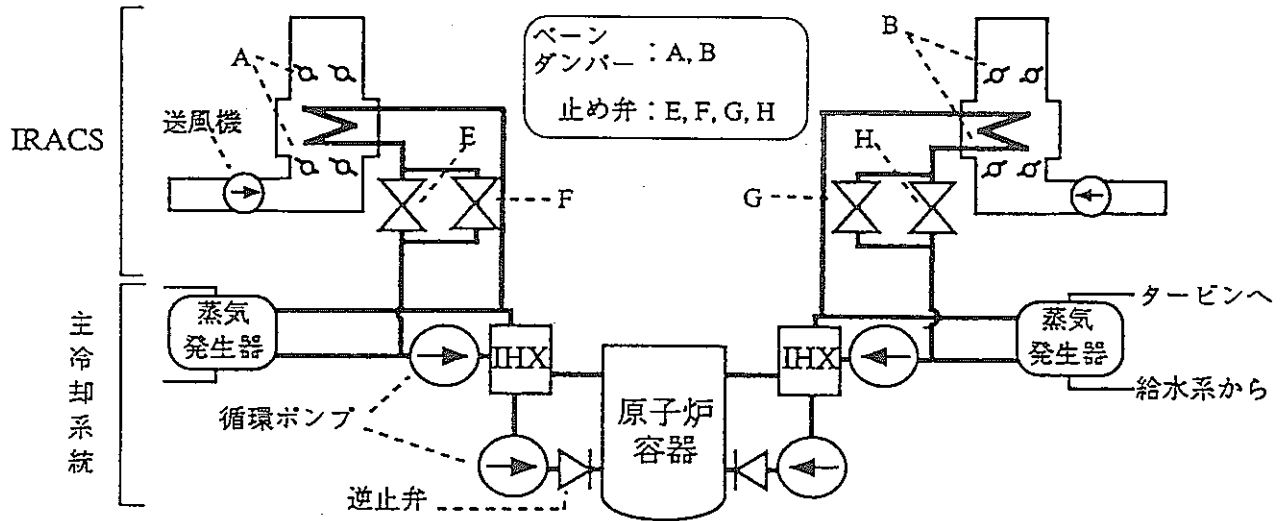 IRACS
A
送風機
E
F
ベーン
ダンパー：A, B
止め弁：E, F, G, H
B
H
G
主冷却系統
蒸気
発生器
IHX
循環ポンプ
逆止弁
原子炉
容器
IHX
蒸気
発生器
タービンへ
給水系から